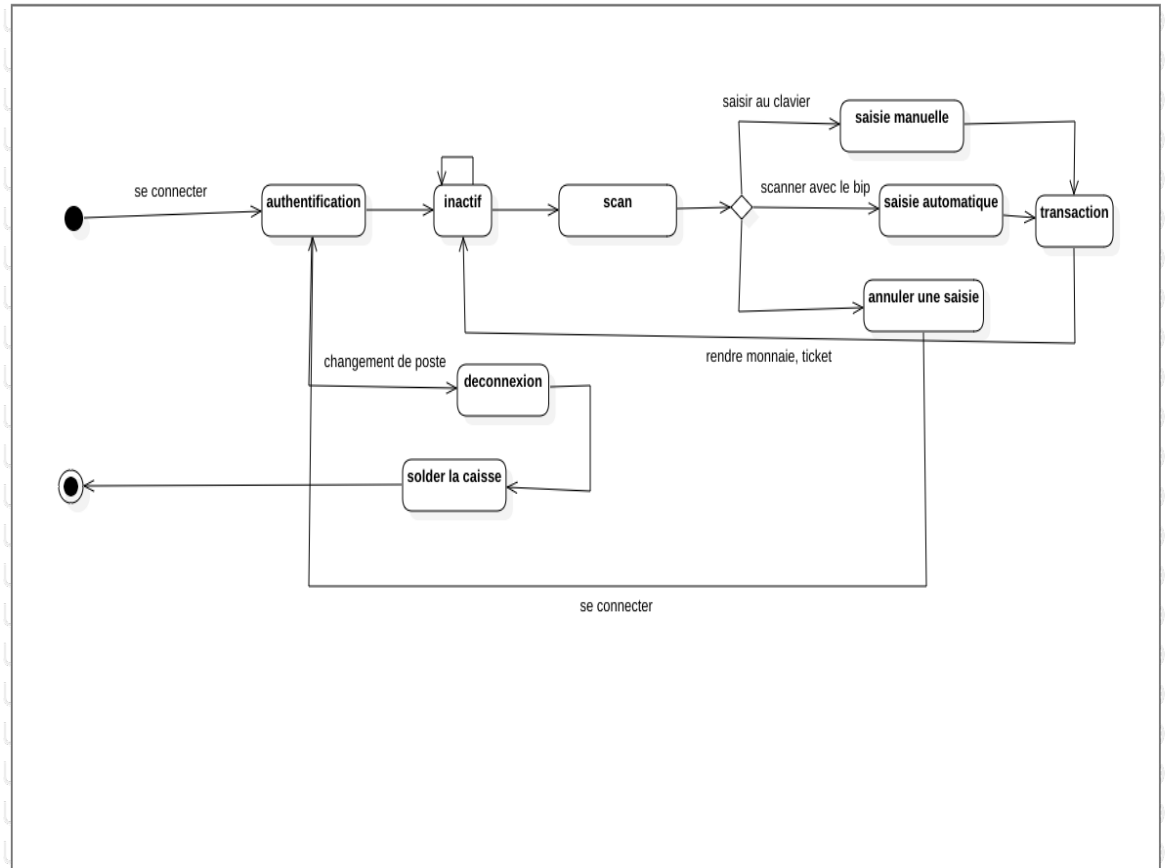 saisir au clavier
saisie manuelle
se connecter
authentification
inactif
scan
scanner avec le bip
saisie automatique
transaction
annuler une saisie
rendre monnaie, ticket
changement de poste
deconnexion
solder la caisse
se connecter